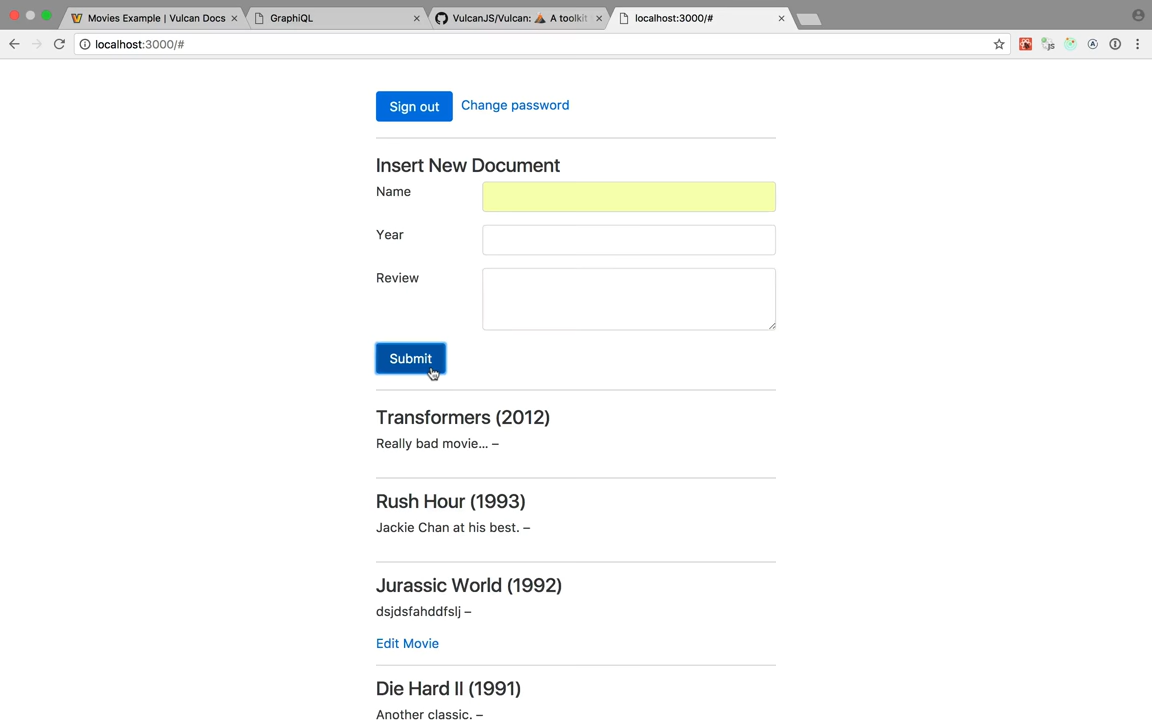 Movies Example | Vulcan Docs
GraphiQL
VulcanJS/Vulcan: A toolkit
localhost:3000/#
localhost:3000/#
Sign out
Change password
Insert New Document
Name
Year
Review
Submit
Transformers (2012)
Really bad movie... –
Rush Hour (1993)
Jackie Chan at his best. –
Jurassic World (1992)
dsjdsfahddfslj –
Edit Movie
Die Hard II (1991)
Another classic. –